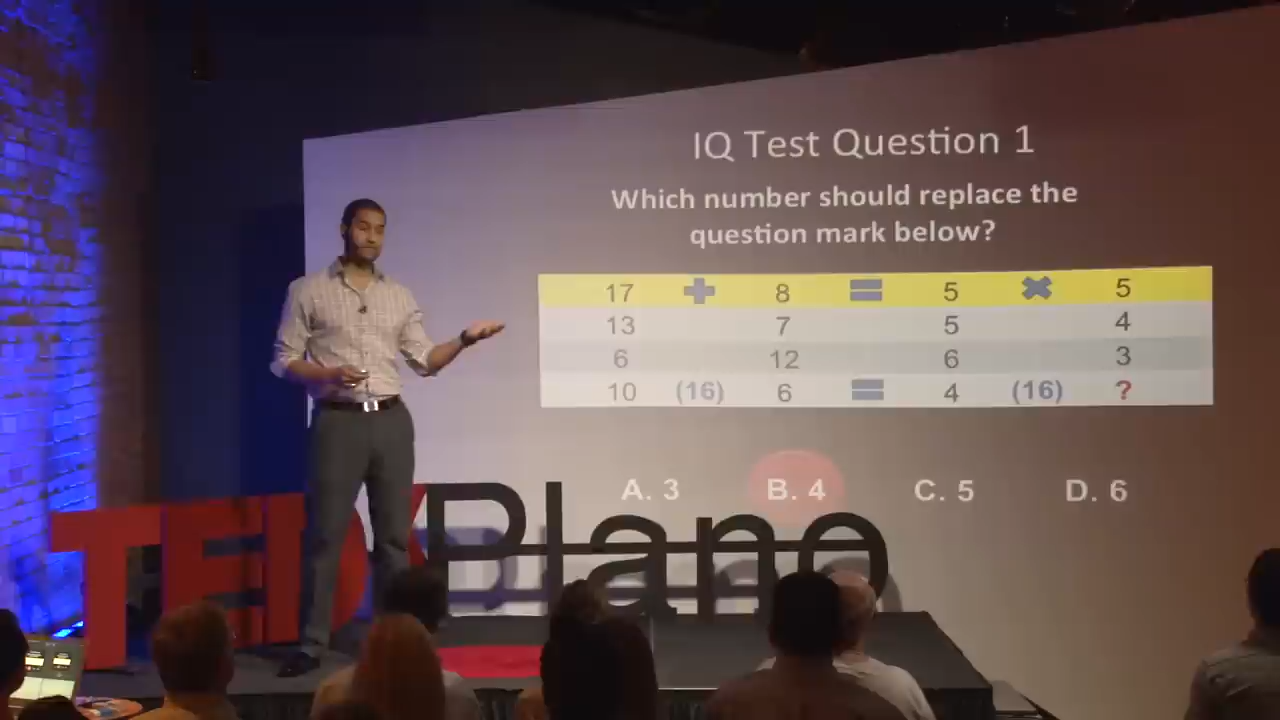 IQ Test Question 1
Which number should replace the
question mark below?
17 + 8 = 5 × 5
13 7 5 4
6 12 6 3
10 (16) 6 = 4 (16) ?
A. 3 B. 4 C. 5 D. 6
TEDxPlano